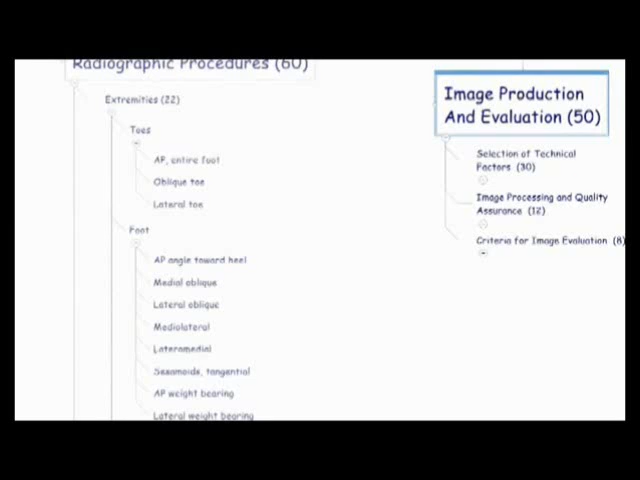 Radiographic Procedures (60)
Extremities (22)
Toes
AP, entire foot
Oblique toe
Lateral toe
Foot
AP angle toward heel
Medial oblique
Lateral oblique
Mediolateral
Lateromedial
Sesamoids, tangential
AP weight bearing
Lateral weight bearing
Image Production
And Evaluation (50)
Selection of Technical
Factors (30)
Image Processing and Quality
Assurance (12)
Criteria for Image Evaluation (8)